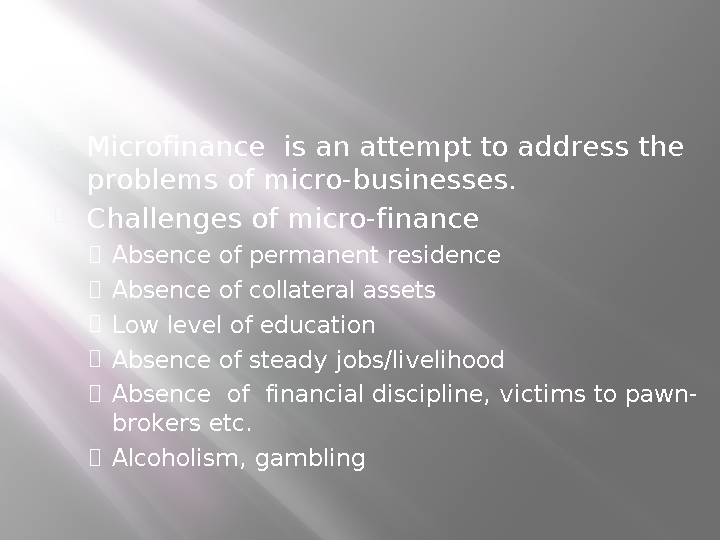 Microfinance  is an attempt to address the
problems of micro-businesses.
Challenges of micro-finance
Absence of permanent residence
Absence of collateral assets
Low level of education
Absence of steady jobs/livelihood
Absence  of  financial discipline, victims to pawn-
brokers etc.
Alcoholism, gambling